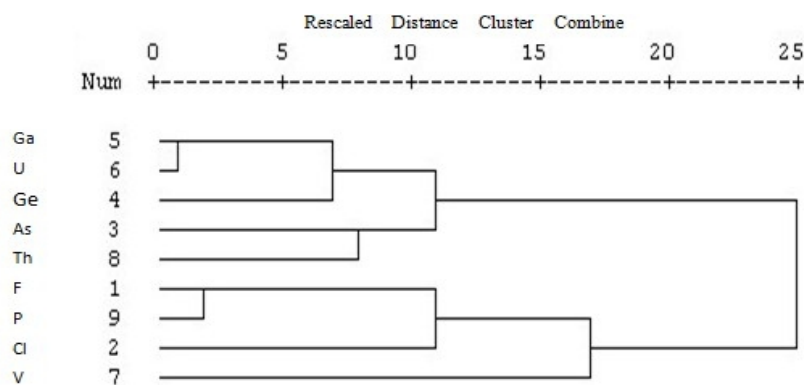 Rescaled Distance Cluster Combine
0 5 10 15 20 25
Num +---------+---------+---------+---------+---------+
Ga 5
U 6
Ge 4
As 3
Th 8
F 1
P 9
Cl 2
V 7